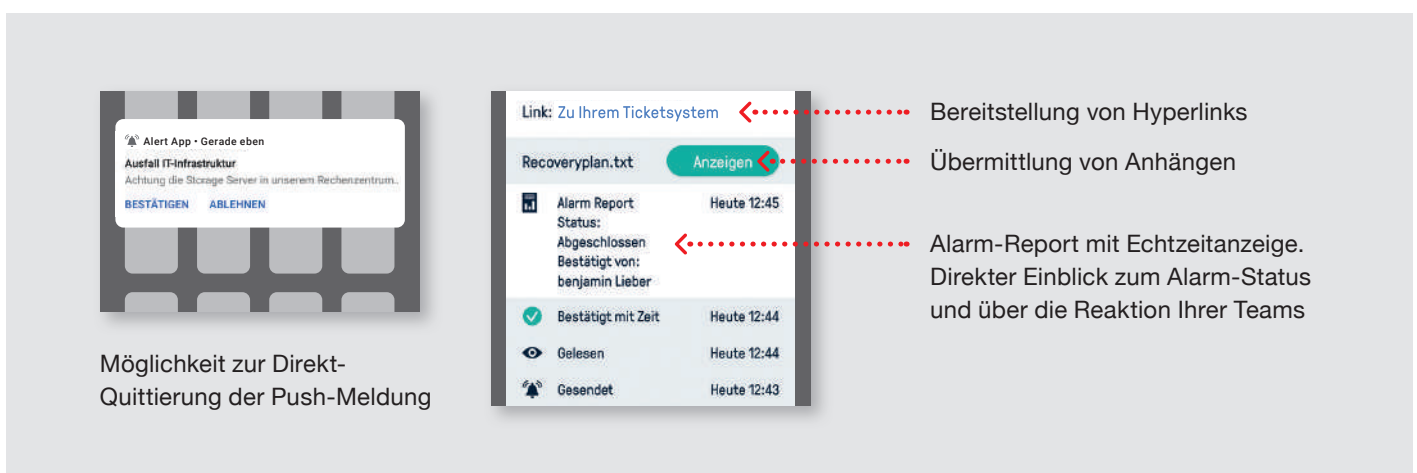 Alert App • Gerade eben
Ausfall IT-Infrastruktur
Achtung die Storage Server in unserem Rechenzentrum..
BESTÄTIGEN ABLEHNEN
Möglichkeit zur Direkt-
Quittierung der Push-Meldung
Link: Zu Ihrem Ticketsystem
Recoveryplan.txt Anzeigen
Alarm Report Heute 12:45
Status:
Abgeschlossen
Bestätigt von:
benjamin Lieber
Bestätigt mit Zeit Heute 12:44
Gelesen Heute 12:44
Gesendet Heute 12:43
Bereitstellung von Hyperlinks
Übermittlung von Anhängen
Alarm-Report mit Echtzeitanzeige.
Direkter Einblick zum Alarm-Status
und über die Reaktion Ihrer Teams